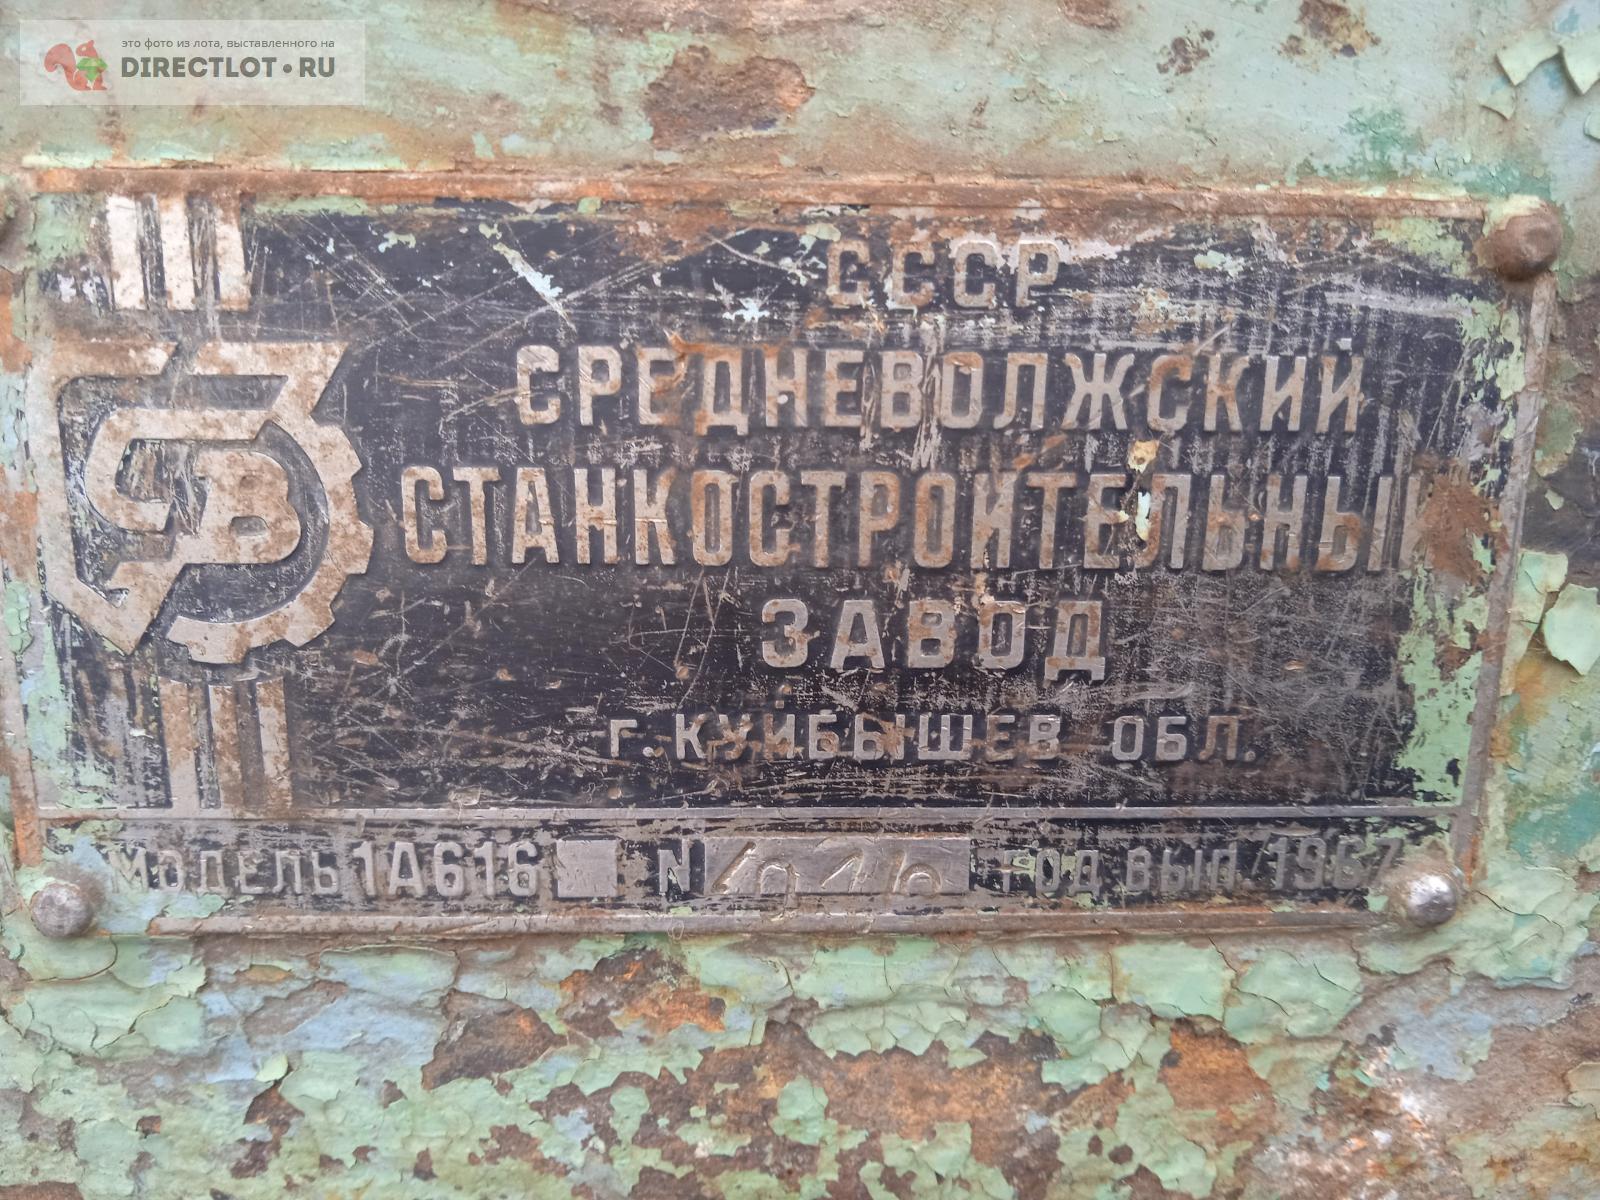 это фото из лота, выставленного на
DIRECTLOT.RU
СССР
СРЕДНЕВОЛЖСКИЙ
СТАНКОСТРОИТЕЛЬНЫЙ
ЗАВОД
г. КУЙБЫШЕВ ОБЛ.
СВ
МОДЕЛЬ 1А616 N ГОД ВЫП. 1967